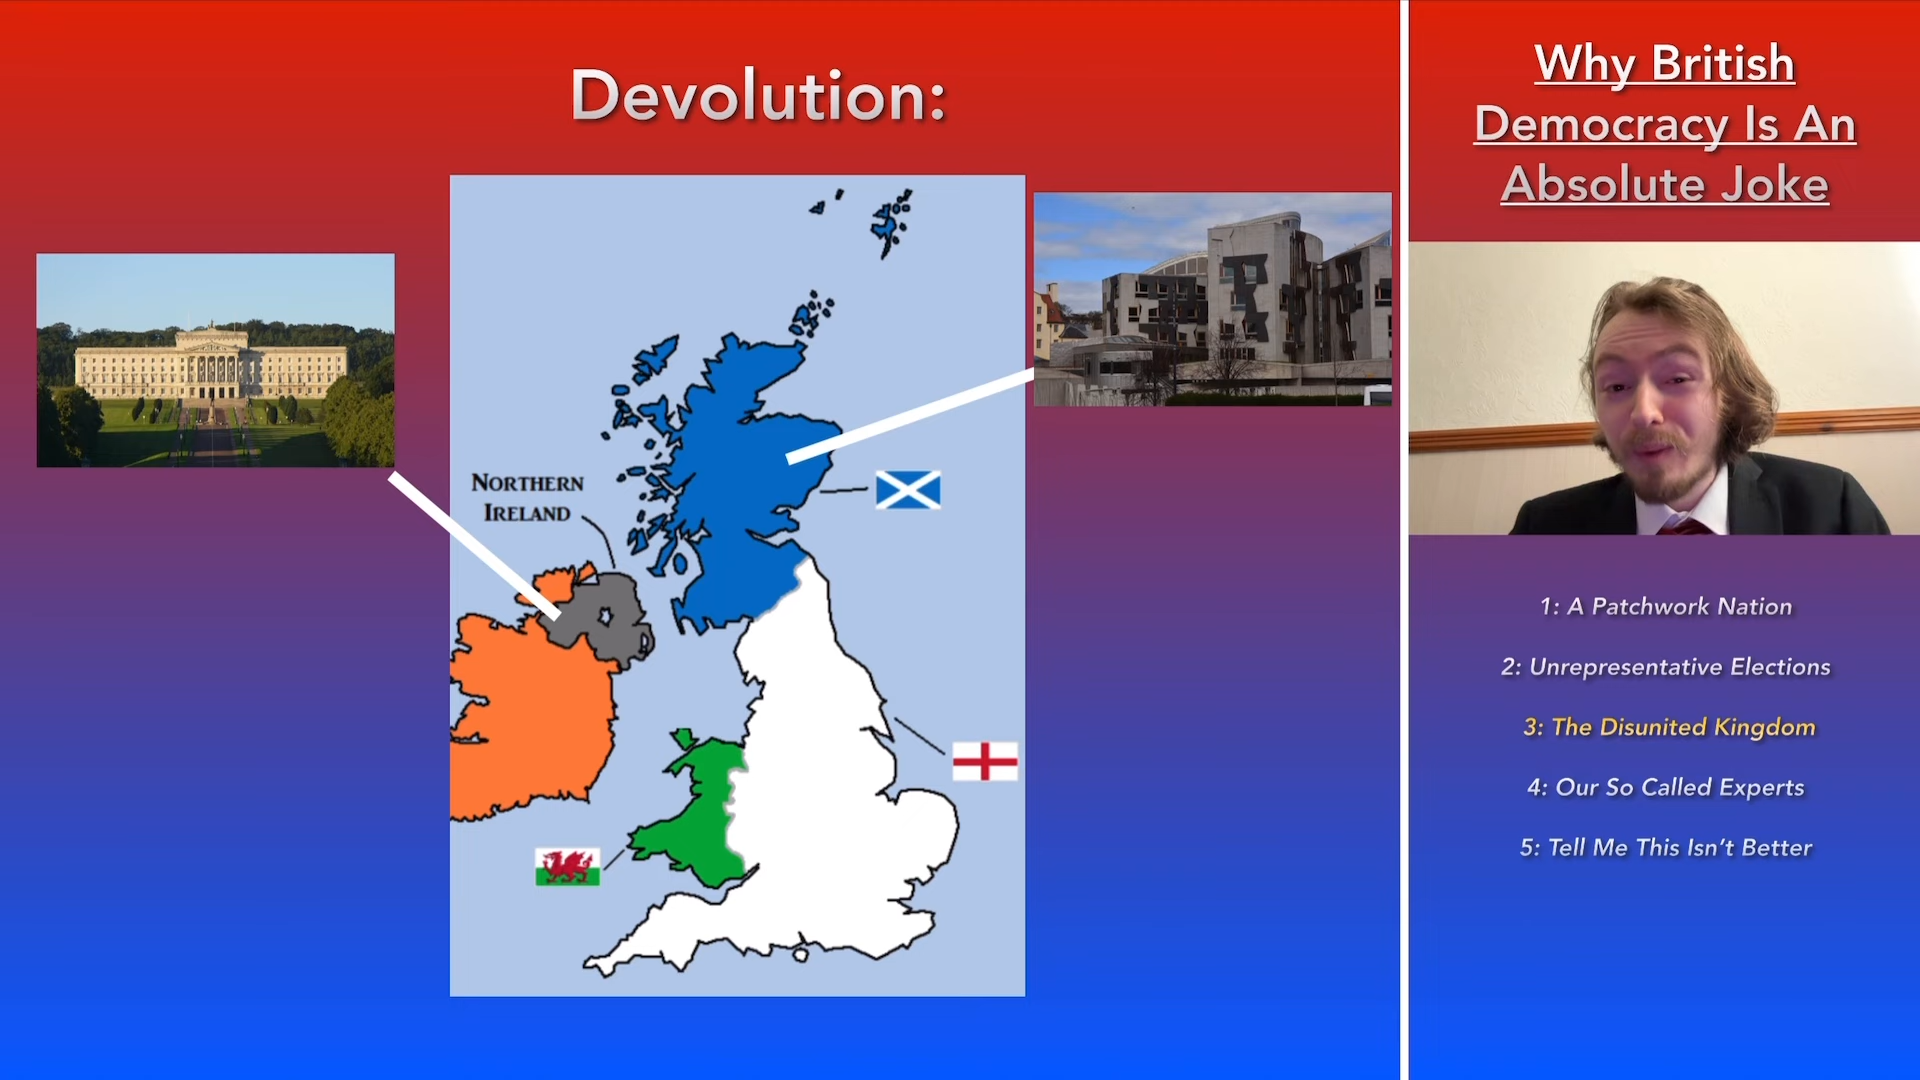 Devolution:
Northern
Ireland
Why British
Democracy Is An
Absolute Joke
1: A Patchwork Nation
2: Unrepresentative Elections
3: The Disunited Kingdom
4: Our So Called Experts
5: Tell Me This Isn’t Better